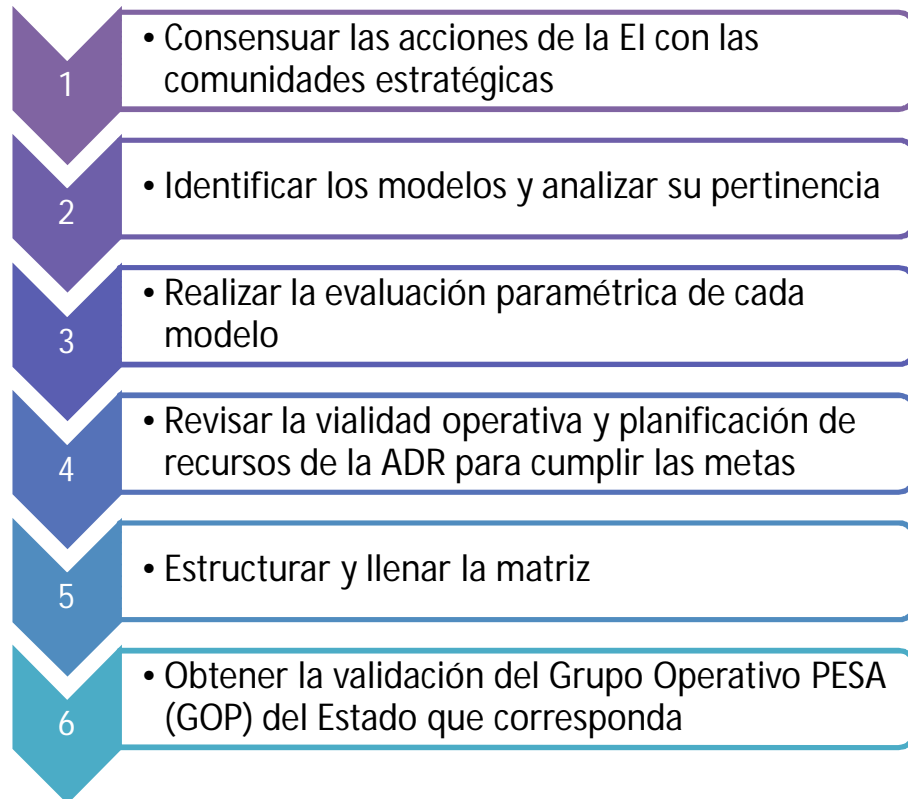 1
• Consensuar las acciones de la EI con las
comunidades estratégicas
2
• Identificar los modelos y analizar su pertinencia
3
• Realizar la evaluación paramétrica de cada
modelo
4
• Revisar la vialidad operativa y planificación de
recursos de la ADR para cumplir las metas
5
• Estructurar y llenar la matriz
6
• Obtener la validación del Grupo Operativo PESA
(GOP) del Estado que corresponda